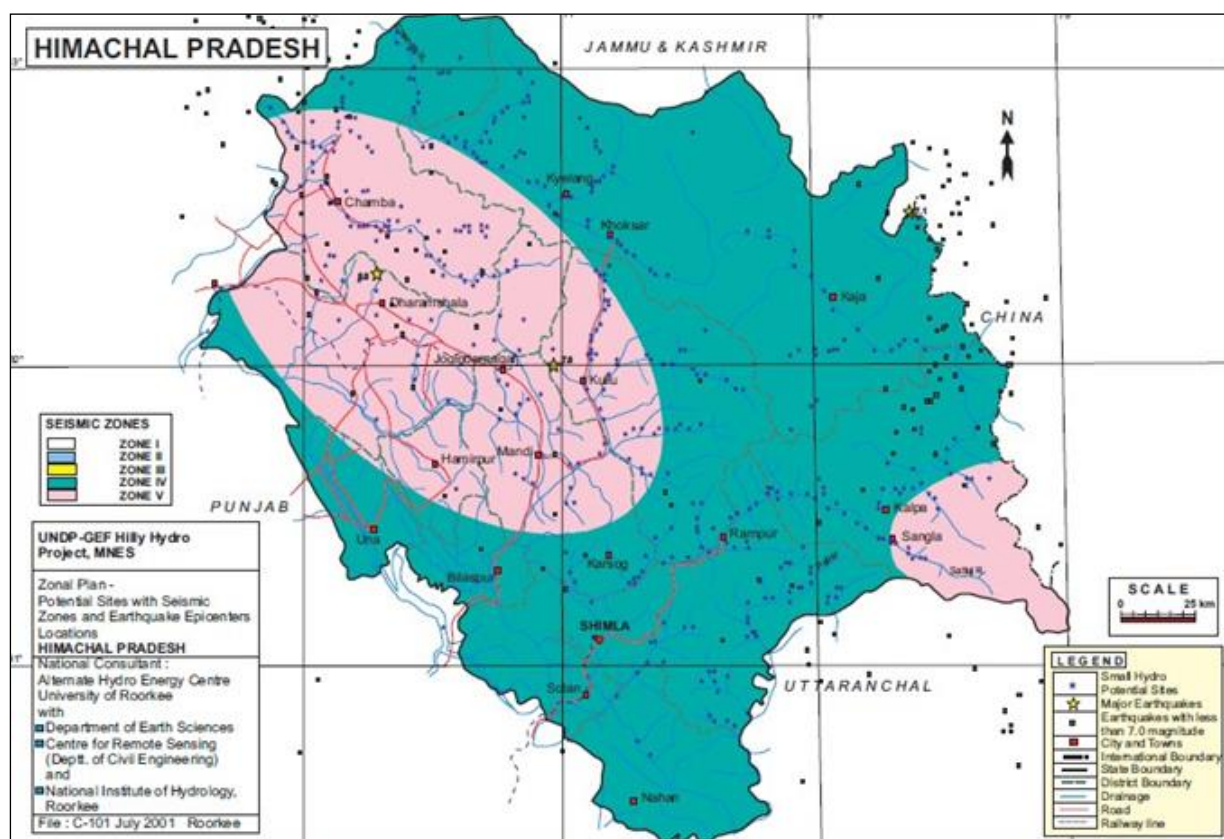 HIMACHAL PRADESH
JAMMU & KASHMIR
N
Kyelang
Chamba
Khoksar
Dharamshala
Kaja
CHINA
Kullu
Mandi
Hamirpur
PUNJAB
Kalpa
Sangla
Rampur
Una
Karsog
Bilaspur
SHIMLA
Solan
UTTARANCHAL
Nahan
SEISMIC ZONES
ZONE I
ZONE II
ZONE III
ZONE IV
ZONE V
UNDP-GEF Hilly Hydro
Project, MNES
Zonal Plan -
Potential Sites with Seismic
Zones and Earthquake Epicenters
Locations
HIMACHAL PRADESH
National Consultant :
Alternate Hydro Energy Centre
University of Roorkee
with
Department of Earth Sciences
Centre for Remote Sensing
(Deptt. of Civil Engineering)
and
National Institute of Hydrology,
Roorkee
File : C-101 July 2001 Roorkee
SCALE
0 25 km
LEGEND
Small Hydro
Potential Sites
Major Earthquakes
Earthquakes with less
than 7.0 magnitude
City and Towns
International Boundary
State Boundary
District Boundary
Drainage
Road
Railway line